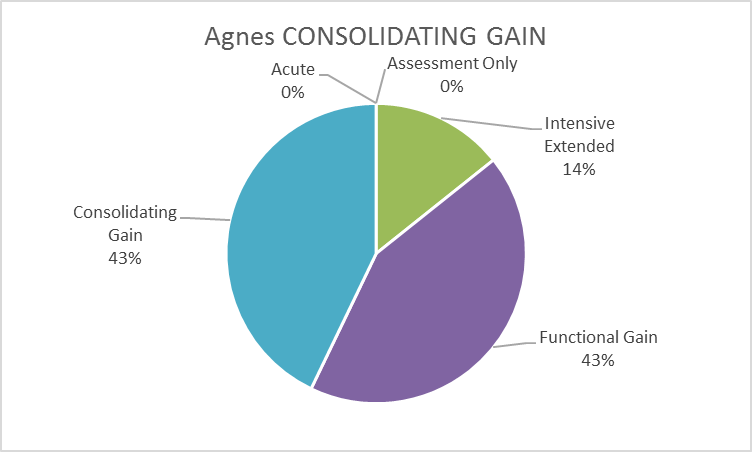 Agnes CONSOLIDATING GAIN
Acute
0%
Assessment Only
0%
Intensive
Extended
14%
Consolidating
Gain
43%
Functional Gain
43%